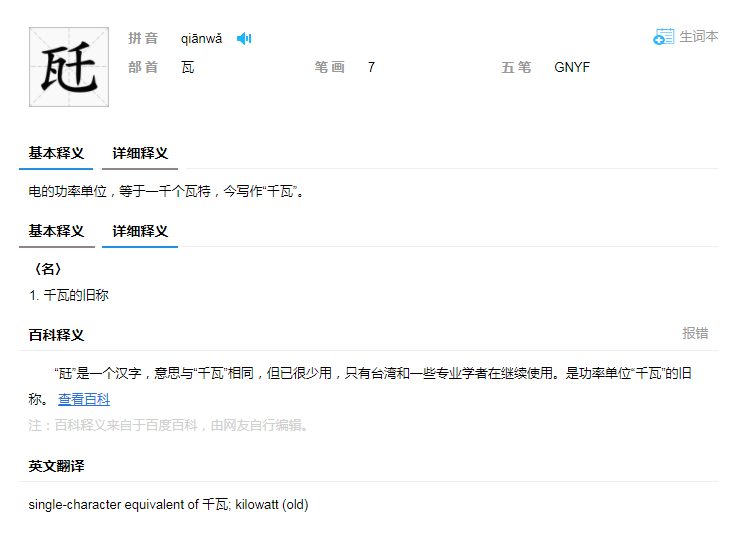 瓩
拼音 qiānwǎ 生词本
部首 瓦 笔画 7 五笔 GNYF
基本释义 详细释义
电的功率单位，等于一千个瓦特，今写作“千瓦”。
基本释义 详细释义
〈名〉
1. 千瓦的旧称
百科释义 报错
“瓩”是一个汉字，意思与“千瓦”相同，但已很少用，只有台湾和一些专业学者在继续使用。是功率单位“千瓦”的旧
称。 查看百科
注：百科释义来自于百度百科，由网友自行编辑。
英文翻译
single-character equivalent of 千瓦; kilowatt (old)